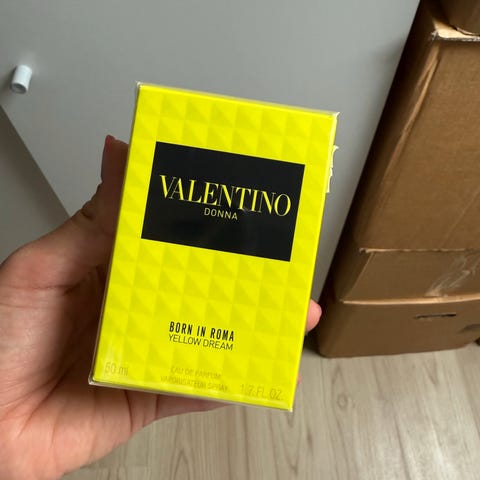 VALENTINO
DONNA
BORN IN ROMA
YELLOW DREAM
50 ml
EAU DE PARFUM
VAPORISATEUR SPRAY
1.7 FL.OZ.